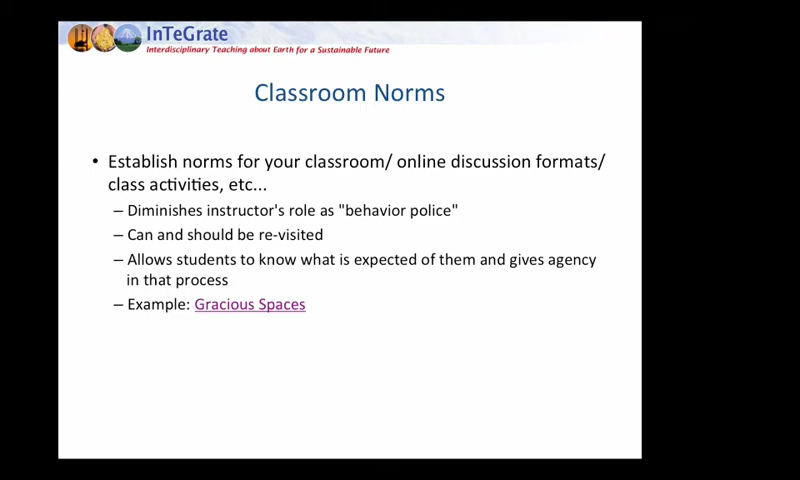 InTeGrate
Interdisciplinary Teaching about Earth for a Sustainable Future
Classroom Norms
• Establish norms for your classroom/ online discussion formats/
class activities, etc...
– Diminishes instructor's role as "behavior police"
– Can and should be re-visited
– Allows students to know what is expected of them and gives agency
in that process
– Example: Gracious Spaces